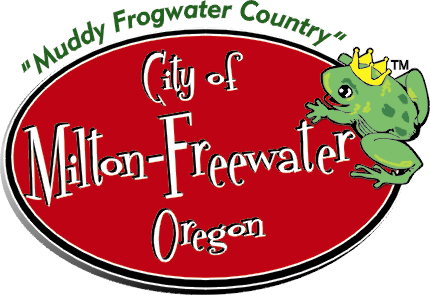 "Muddy Frogwater Country"
City of
Milton-Freewater
Oregon
TM